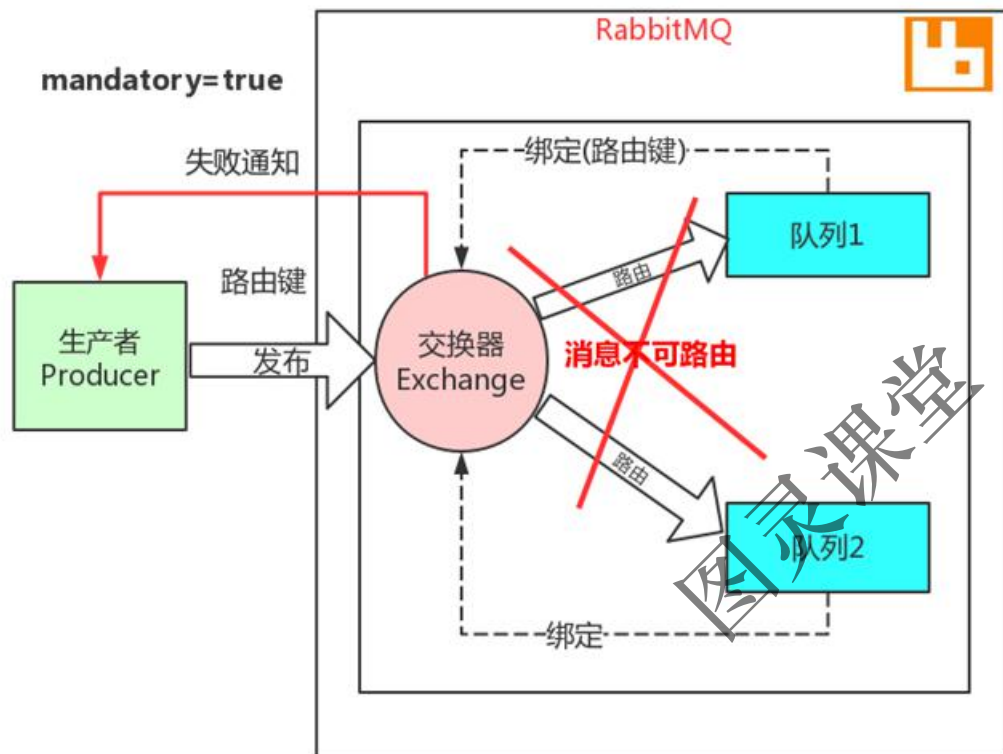 RabbitMQ
mandatory=true
失败通知
绑定(路由键)
队列1
路由键
路由
生产者
Producer
发布
交换器
Exchange
消息不可路由
路由
队列2
绑定
图灵课堂